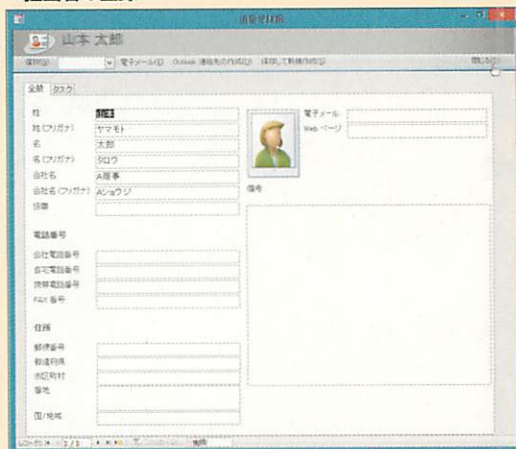 連絡先詳細
山本 太郎
電子メール(E) Outlook 連絡先の作成(O) 保存して新規作成(S) 閉じる(C)
全般 タスク
姓
姓(フリガナ) ヤマモト
名 太郎
名(フリガナ) タロウ
会社名 A商事
会社名(フリガナ) Aショウジ
役職
電話番号
会社電話番号
自宅電話番号
携帯電話番号
FAX 番号
住所
郵便番号
都道府県
市区町村
番地
国/地域
電子メール
Web ページ
備考
レコード: 1 / 1 検索